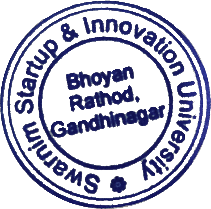 Swarnim Startup & Innovation University
Bhoyan
Rathod,
Gandhinagar